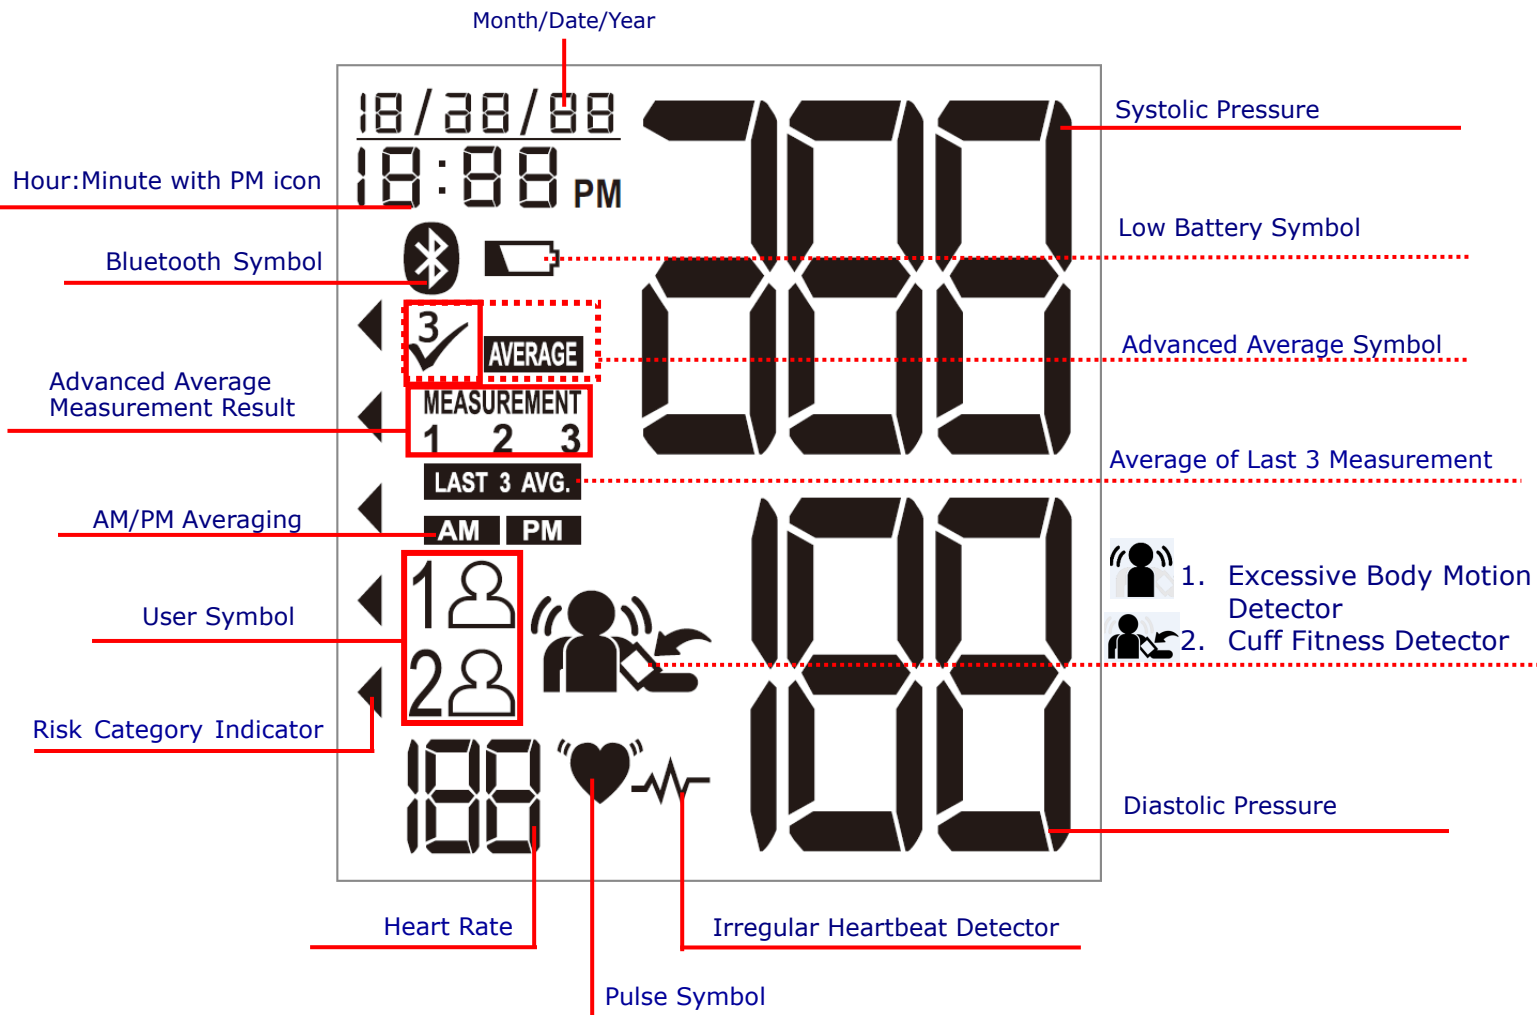 Month/Date/Year
18/38/88
Systolic Pressure
Hour:Minute with PM icon
18:88 PM
Low Battery Symbol
Bluetooth Symbol
3
AVERAGE
Advanced Average Symbol
Advanced Average
Measurement Result
MEASUREMENT
1 2 3
Average of Last 3 Measurement
LAST 3 AVG.
AM/PM Averaging
AM PM
1. Excessive Body Motion
Detector
2. Cuff Fitness Detector
User Symbol
1
2
Risk Category Indicator
188
188
Diastolic Pressure
Heart Rate
Irregular Heartbeat Detector
Pulse Symbol